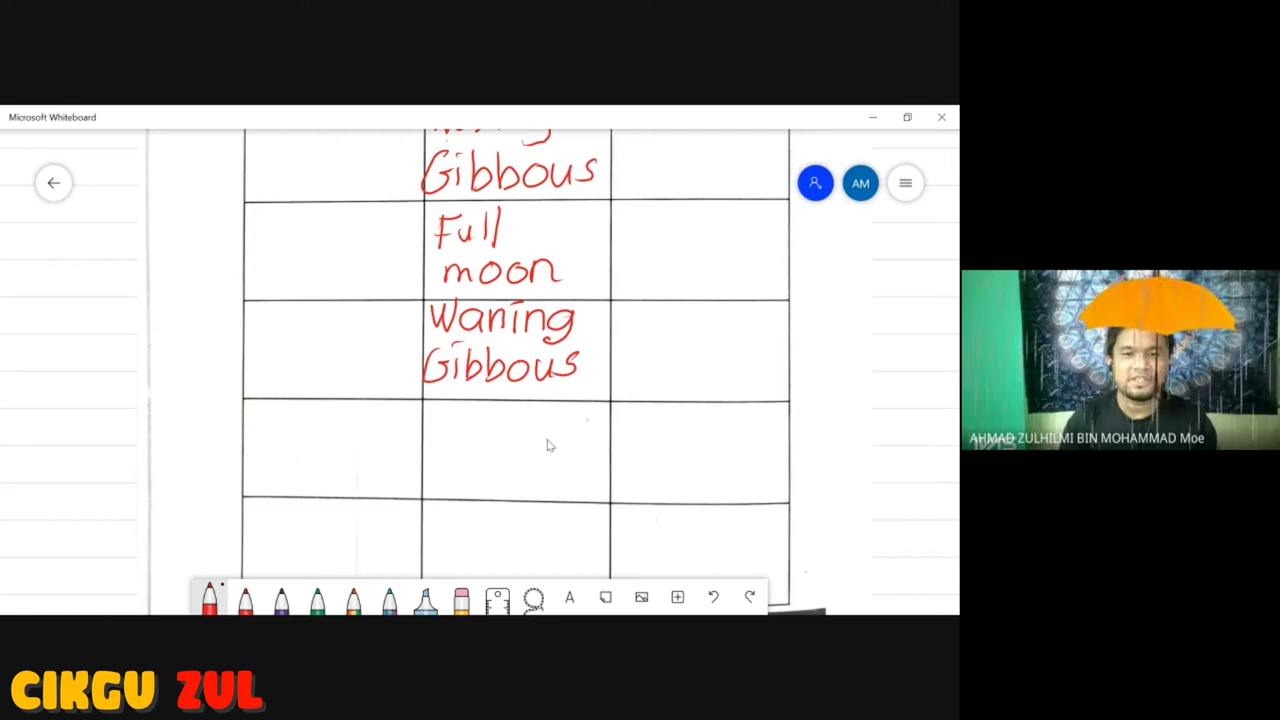 Microsoft Whiteboard
Gibbous
AM
Full
moon
Waning
Gibbous
AHMAD ZULHILMI BIN MOHAMMAD Moe
A
CIKGU ZUL